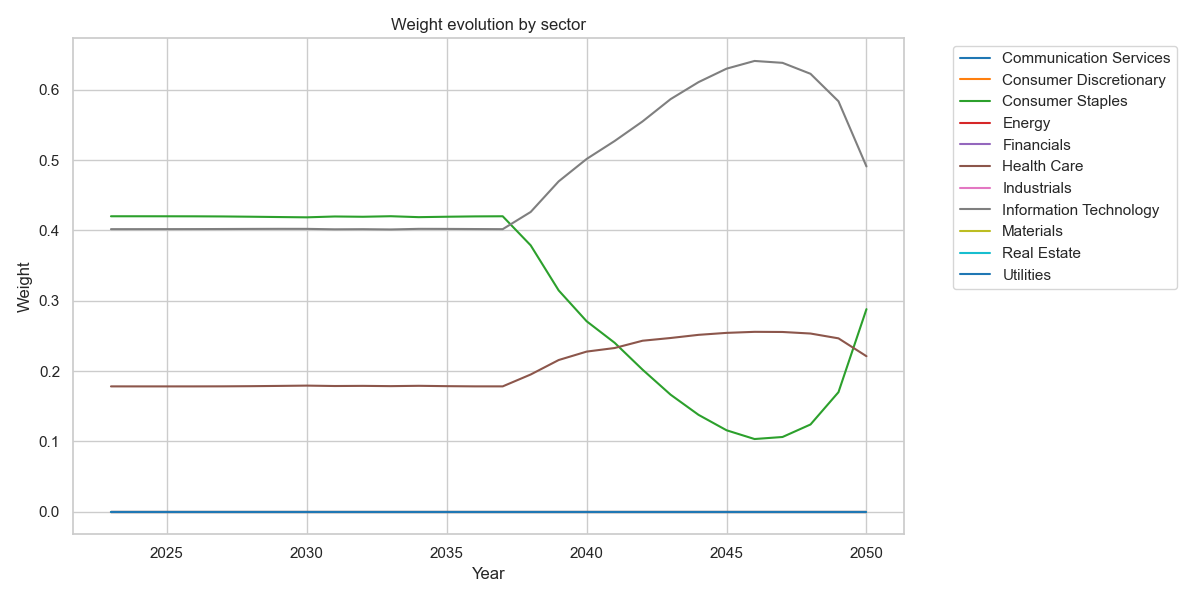 Weight evolution by sector
Weight
0.6
0.5
0.4
0.3
0.2
0.1
0.0
2025 2030 2035 2040 2045 2050
Year
Communication Services
Consumer Discretionary
Consumer Staples
Energy
Financials
Health Care
Industrials
Information Technology
Materials
Real Estate
Utilities